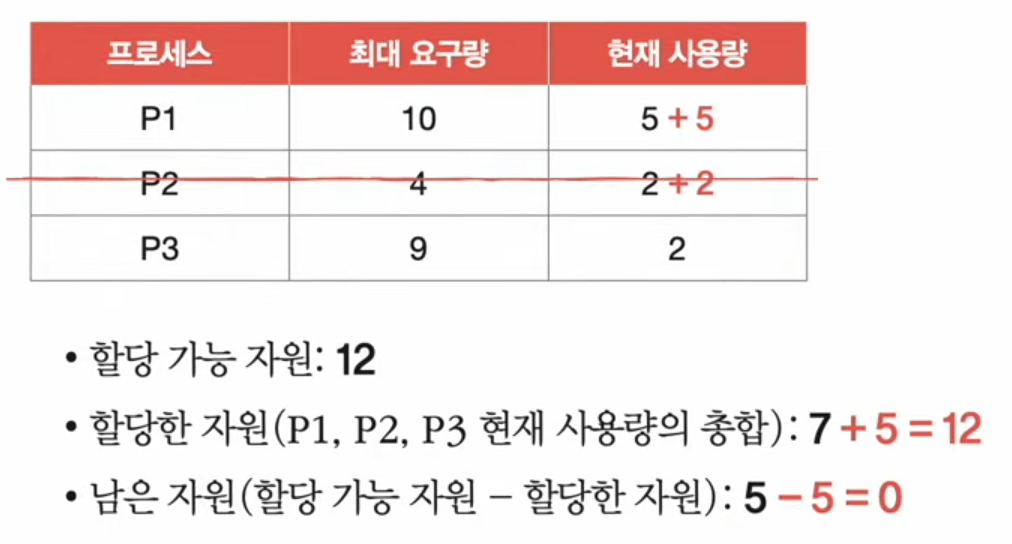 프로세스 최대 요구량 현재 사용량
P1 10 5 + 5
P2 4 2 + 2
P3 9 2
• 할당 가능 자원: 12
• 할당한 자원(P1, P2, P3 현재 사용량의 총합): 7 + 5 = 12
• 남은 자원(할당 가능 자원 – 할당한 자원): 5 – 5 = 0